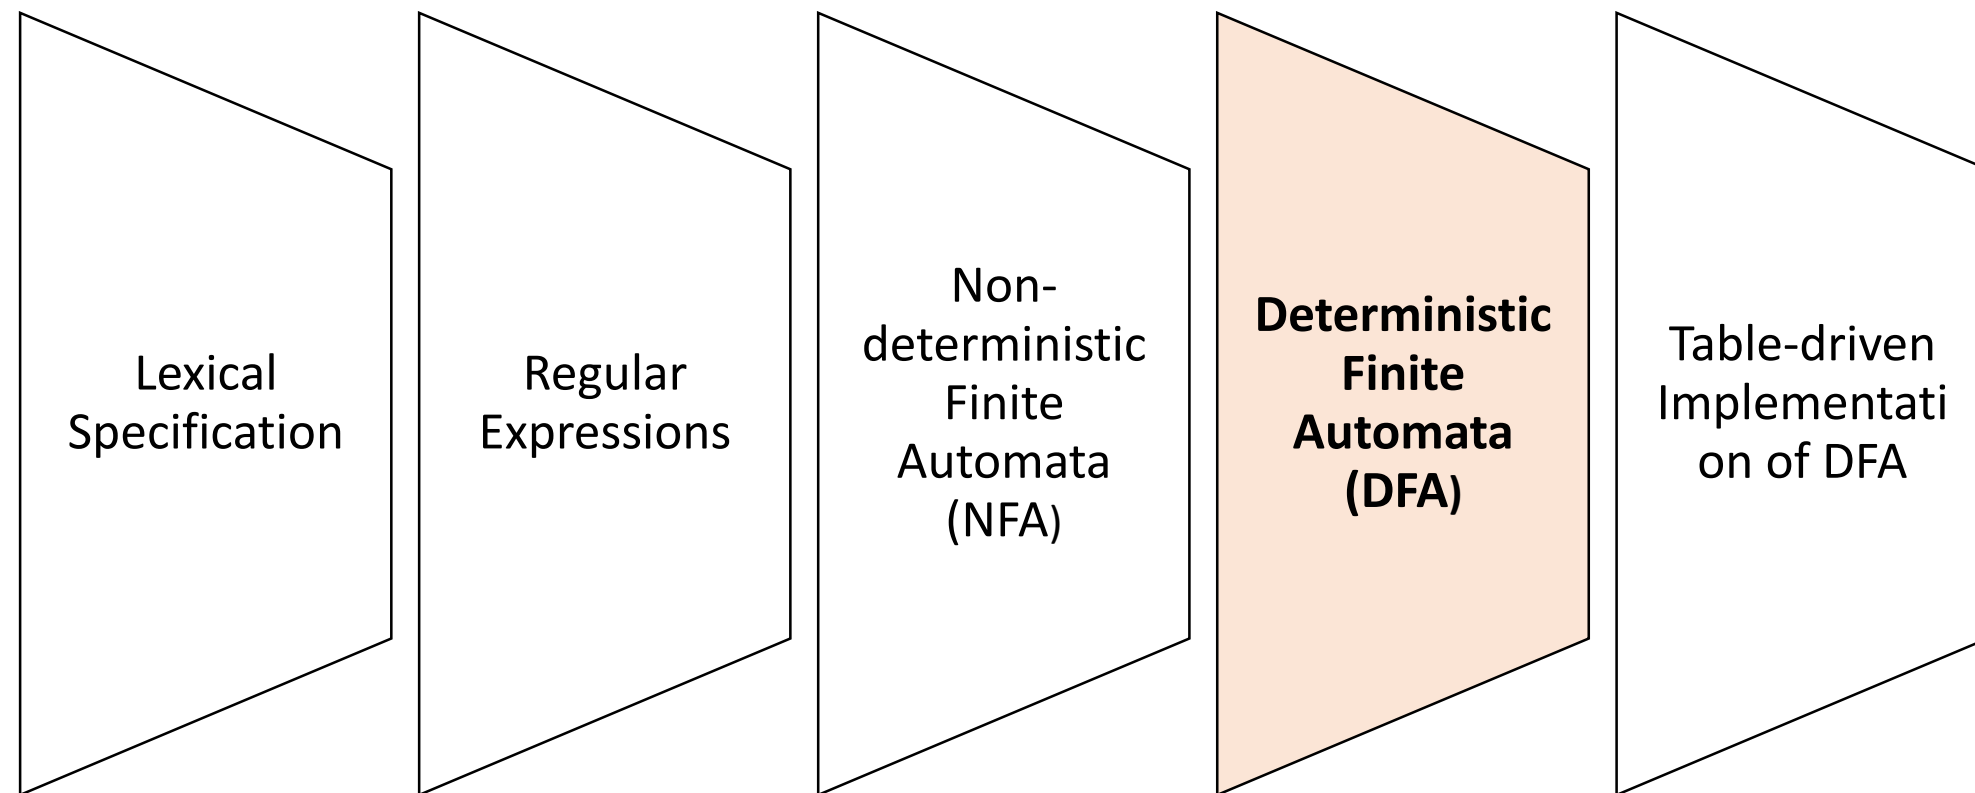 Lexical
Specification
Regular
Expressions
Non-
deterministic
Finite
Automata
(NFA)
Deterministic
Finite
Automata
(DFA)
Table-driven
Implementati
on of DFA